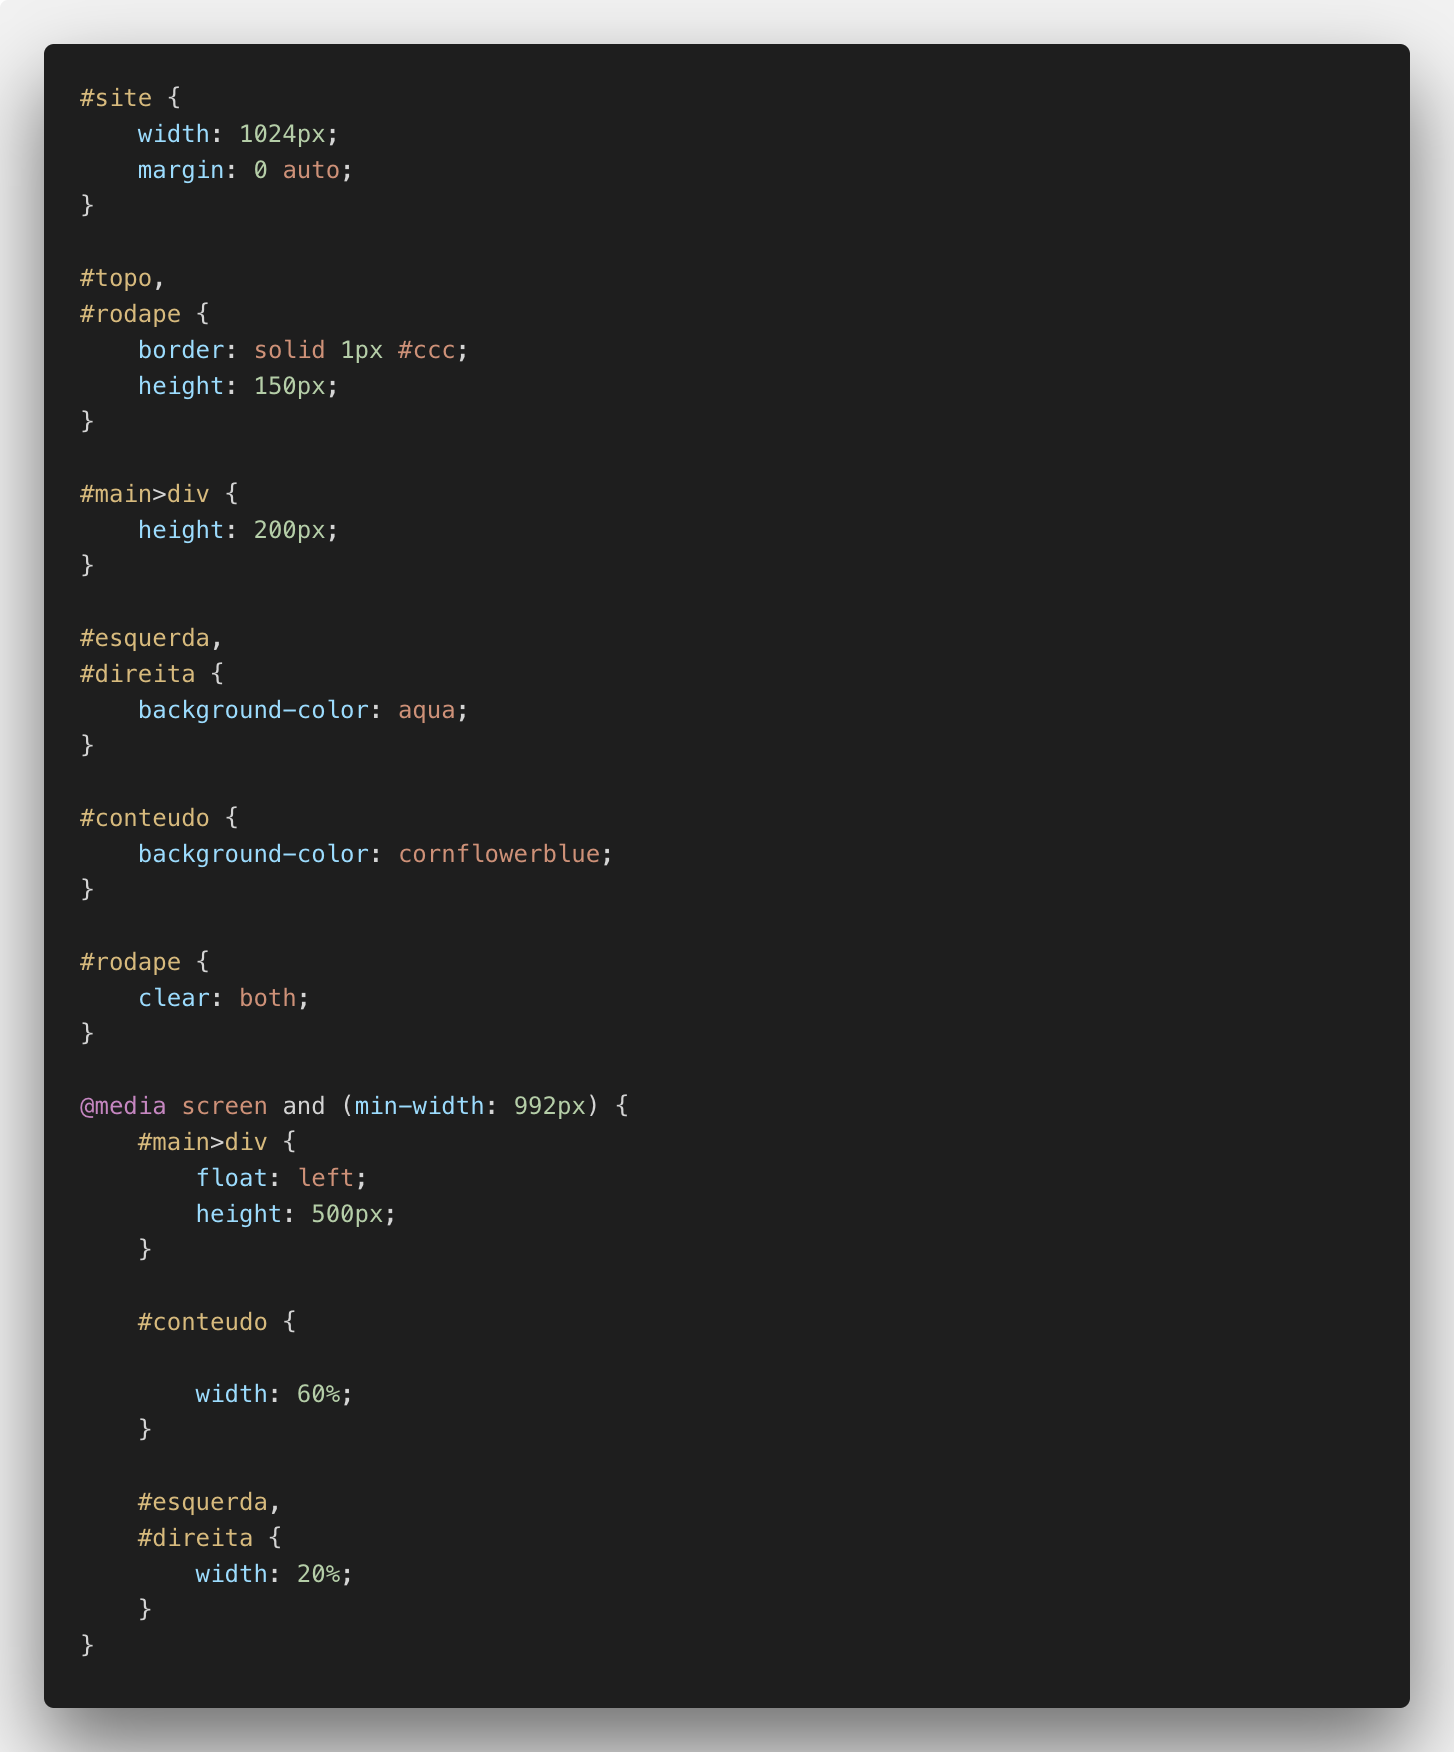 #site {
    width: 1024px;
    margin: 0 auto;
}

#topo,
#rodape {
    border: solid 1px #ccc;
    height: 150px;
}

#main>div {
    height: 200px;
}

#esquerda,
#direita {
    background-color: aqua;
}

#conteudo {
    background-color: cornflowerblue;
}

#rodape {
    clear: both;
}

@media screen and (min-width: 992px) {
    #main>div {
        float: left;
        height: 500px;
    }

    #conteudo {

        width: 60%;
    }

    #esquerda,
    #direita {
        width: 20%;
    }
}